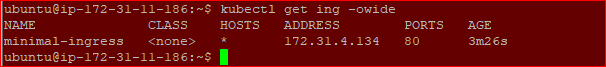 ubuntu@ip-172-31-11-186:~$ kubectl get ing -owide
NAME CLASS HOSTS ADDRESS PORTS AGE
minimal-ingress <none> * 172.31.4.134 80 3m26s
ubuntu@ip-172-31-11-186:~$